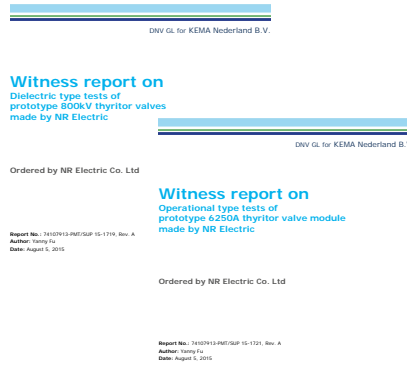 DNV GL for KEMA Nederland B.V.
Witness report on
Dielectric type tests of
prototype 800kV thyritor valves
made by NR Electric
Ordered by NR Electric Co. Ltd
Report No.: 74107913-PMT/SUP 15-1719, Rev. A
Author: Yanny Fu
Date: August 5, 2015
DNV GL for KEMA Nederland B.V.
Witness report on
Operational type tests of
prototype 6250A thyritor valve module
made by NR Electric
Ordered by NR Electric Co. Ltd
Report No.: 74107913-PMT/SUP 15-1721, Rev. A
Author: Yanny Fu
Date: August 5, 2015